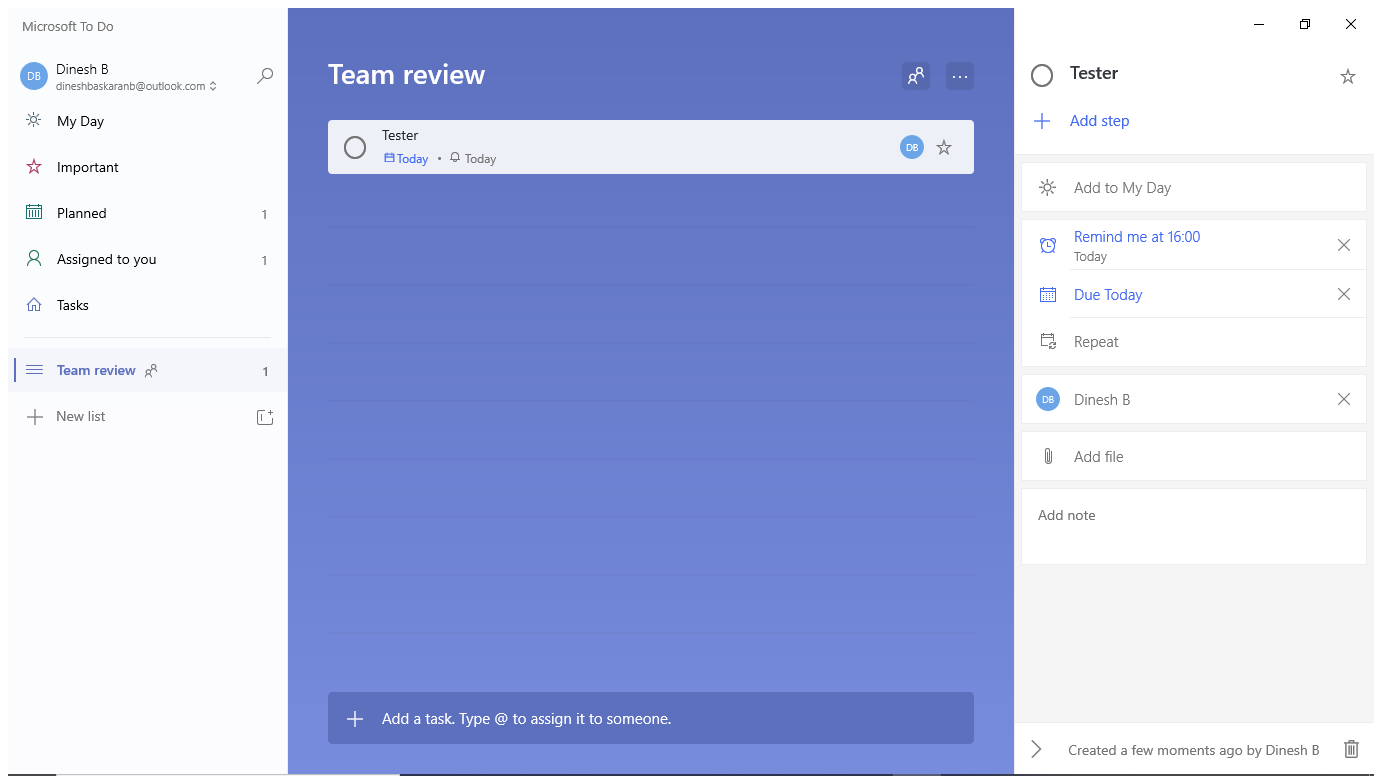 Microsoft To Do
DB
Dinesh B
dineshbaskaranb@outlook.com
My Day
Important
Planned 1
Assigned to you 1
Tasks
Team review 1
New list
Team review
Tester
Today • Today
DB
Add a task. Type @ to assign it to someone.
Tester
Add step
Add to My Day
Remind me at 16:00
Today
Due Today
Repeat
DB Dinesh B
Add file
Add note
Created a few moments ago by Dinesh B